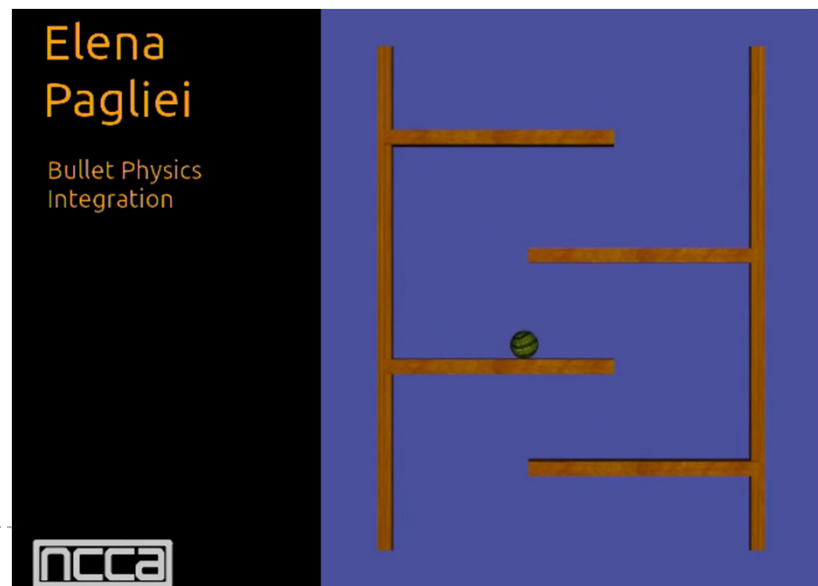 Elena
Pagliei
Bullet Physics
Integration
ncca